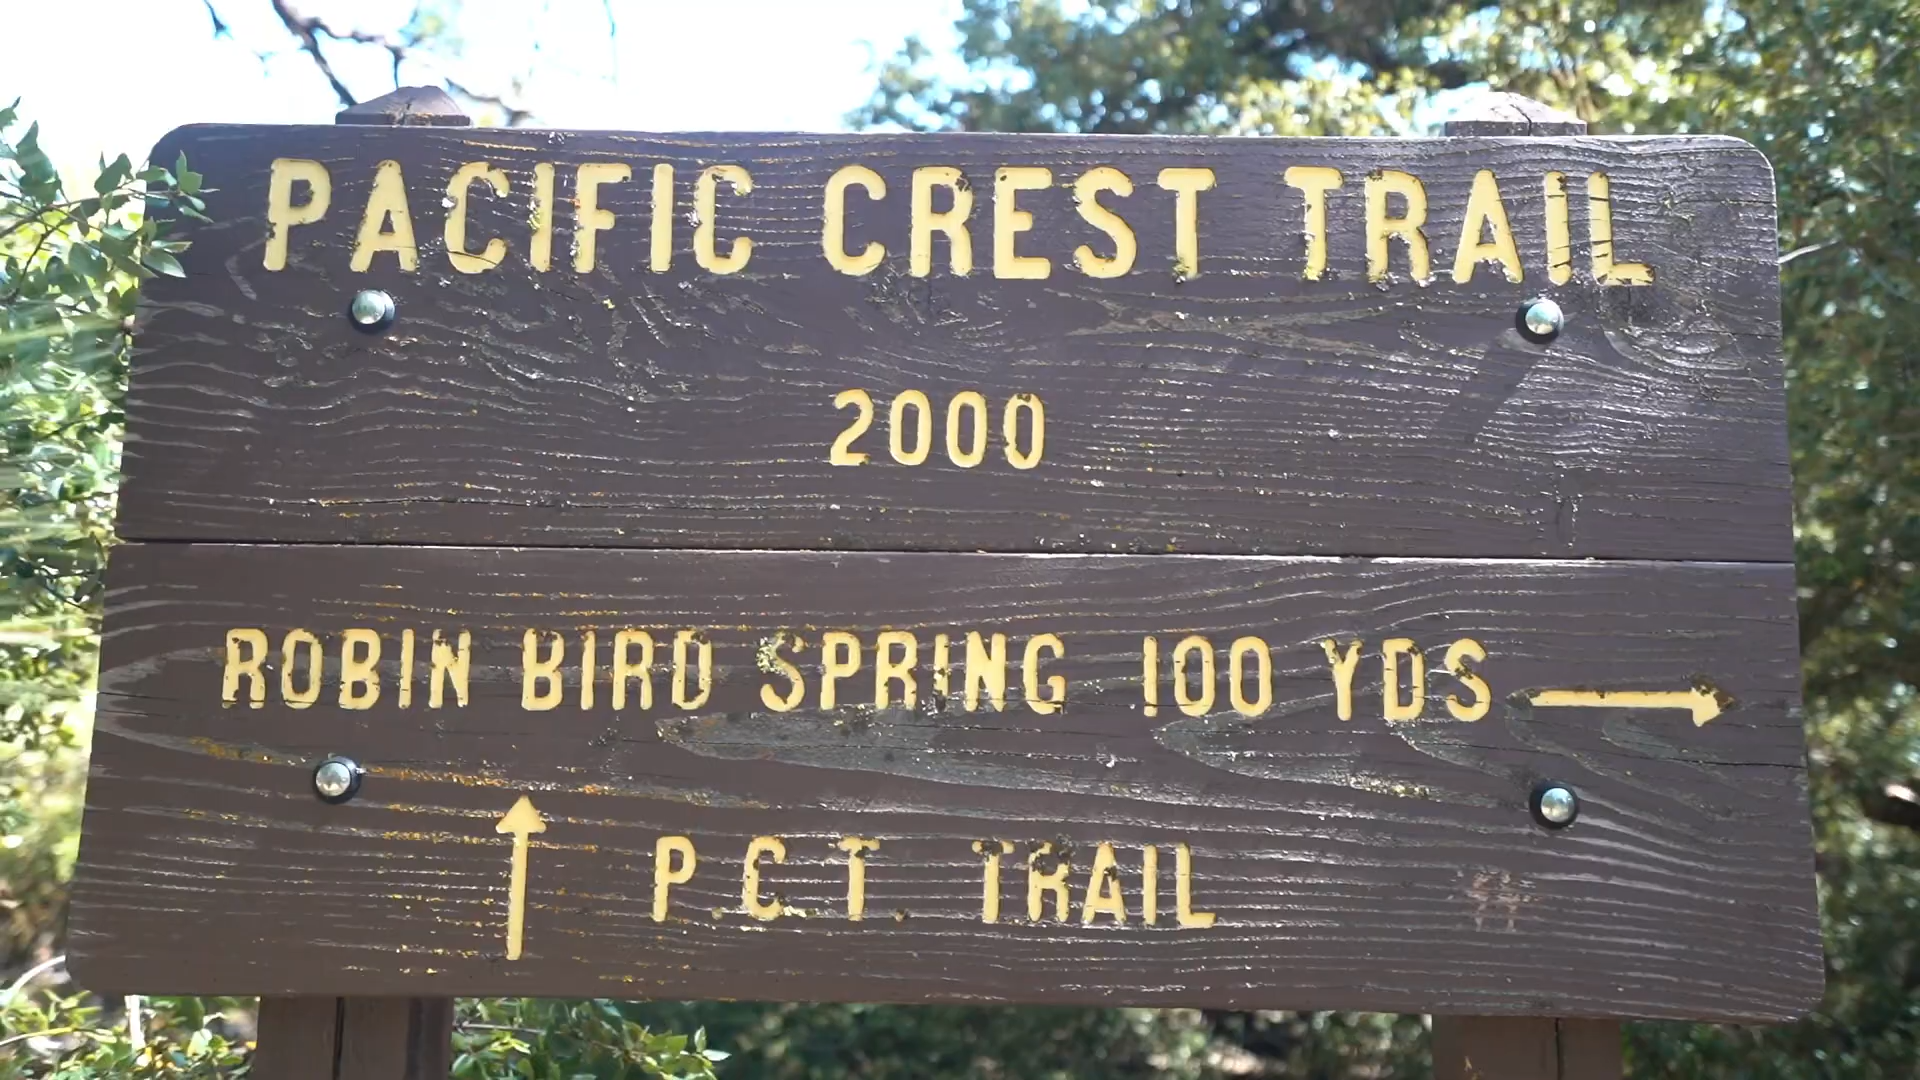 PACIFIC CREST TRAIL
2000
ROBIN BIRD SPRING 100 YDS →
↑ P.C.T. TRAIL